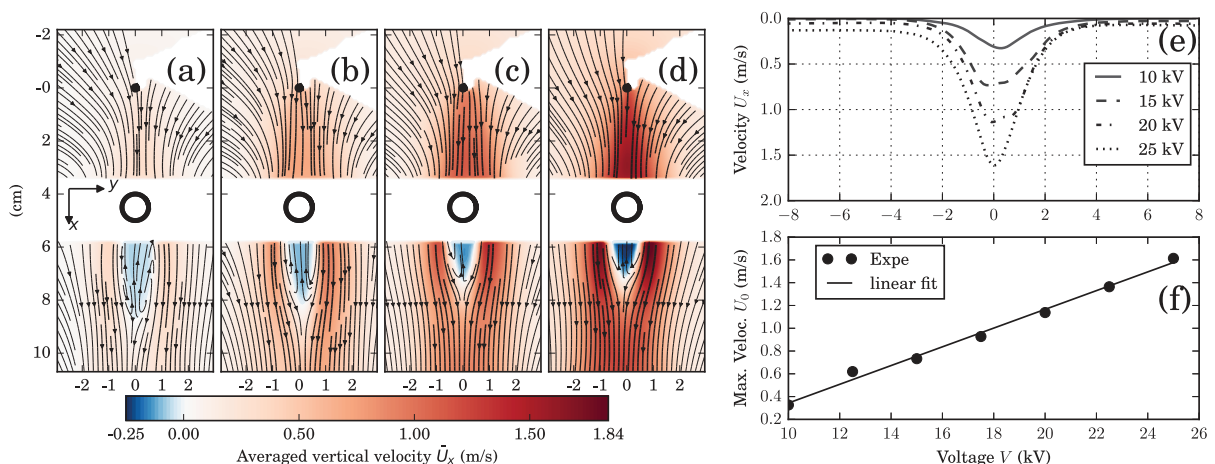 (a) (b) (c) (d)
-2
-0
2
4
6
8
10
(cm)
y
x
-2 -1 0 1 2
-2 -1 0 1 2
-2 -1 0 1 2
-2 -1 0 1 2
-0.25 0.00 0.50 1.00 1.50 1.84
Averaged vertical velocity Ū_x (m/s)
(e)
0.0
0.5
1.0
1.5
2.0
Velocity U_x (m/s)
10 kV
15 kV
20 kV
25 kV
−8 −6 −4 −2 0 2 4 6 8
(f)
1.8
1.6
1.4
1.2
1.0
0.8
0.6
0.4
0.2
Max. Veloc. U_0 (m/s)
Expe
linear fit
10 12 14 16 18 20 22 24 26
Voltage V (kV)